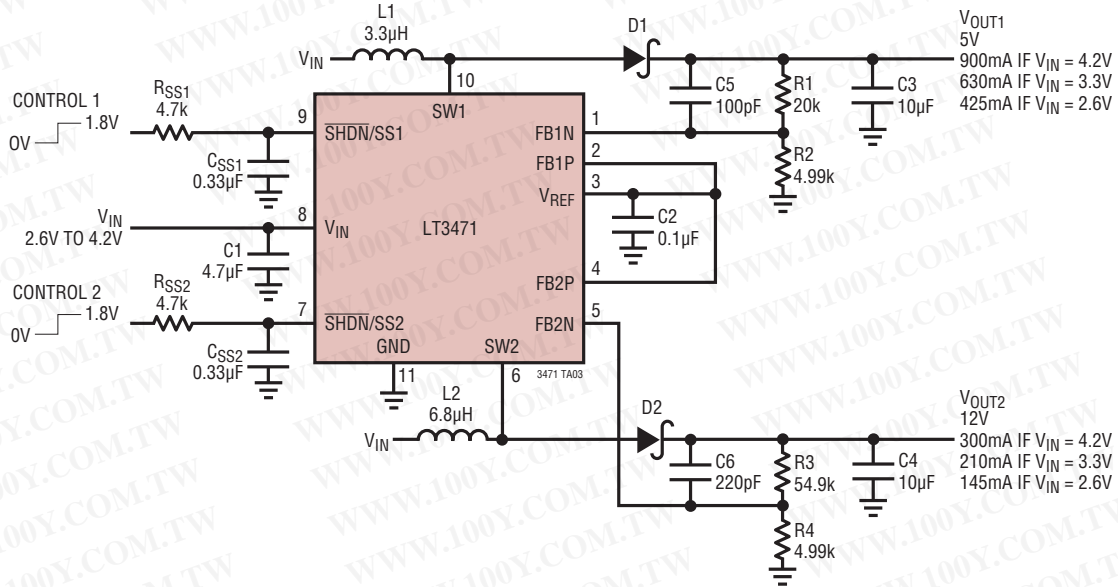 L1
3.3µH
VIN
10
D1
VOUT1
5V
900mA IF VIN = 4.2V
630mA IF VIN = 3.3V
425mA IF VIN = 2.6V
C5
100pF
R1
20k
C3
10µF
R2
4.99k
CONTROL 1
1.8V
0V
RSS1
4.7k
CSS1
0.33µF
9
SHDN/SS1
SW1
FB1N
1
FB1P
2
VREF
3
C2
0.1µF
VIN
2.6V TO 4.2V
8
VIN
LT3471
C1
4.7µF
FB2P
4
CONTROL 2
1.8V
0V
RSS2
4.7k
CSS2
0.33µF
7
SHDN/SS2
FB2N
5
GND
SW2
11
6
3471 TA03
L2
6.8µH
VIN
D2
VOUT2
12V
300mA IF VIN = 4.2V
210mA IF VIN = 3.3V
145mA IF VIN = 2.6V
C6
220pF
R3
54.9k
C4
10µF
R4
4.99k
WWW.100Y.COM.TW